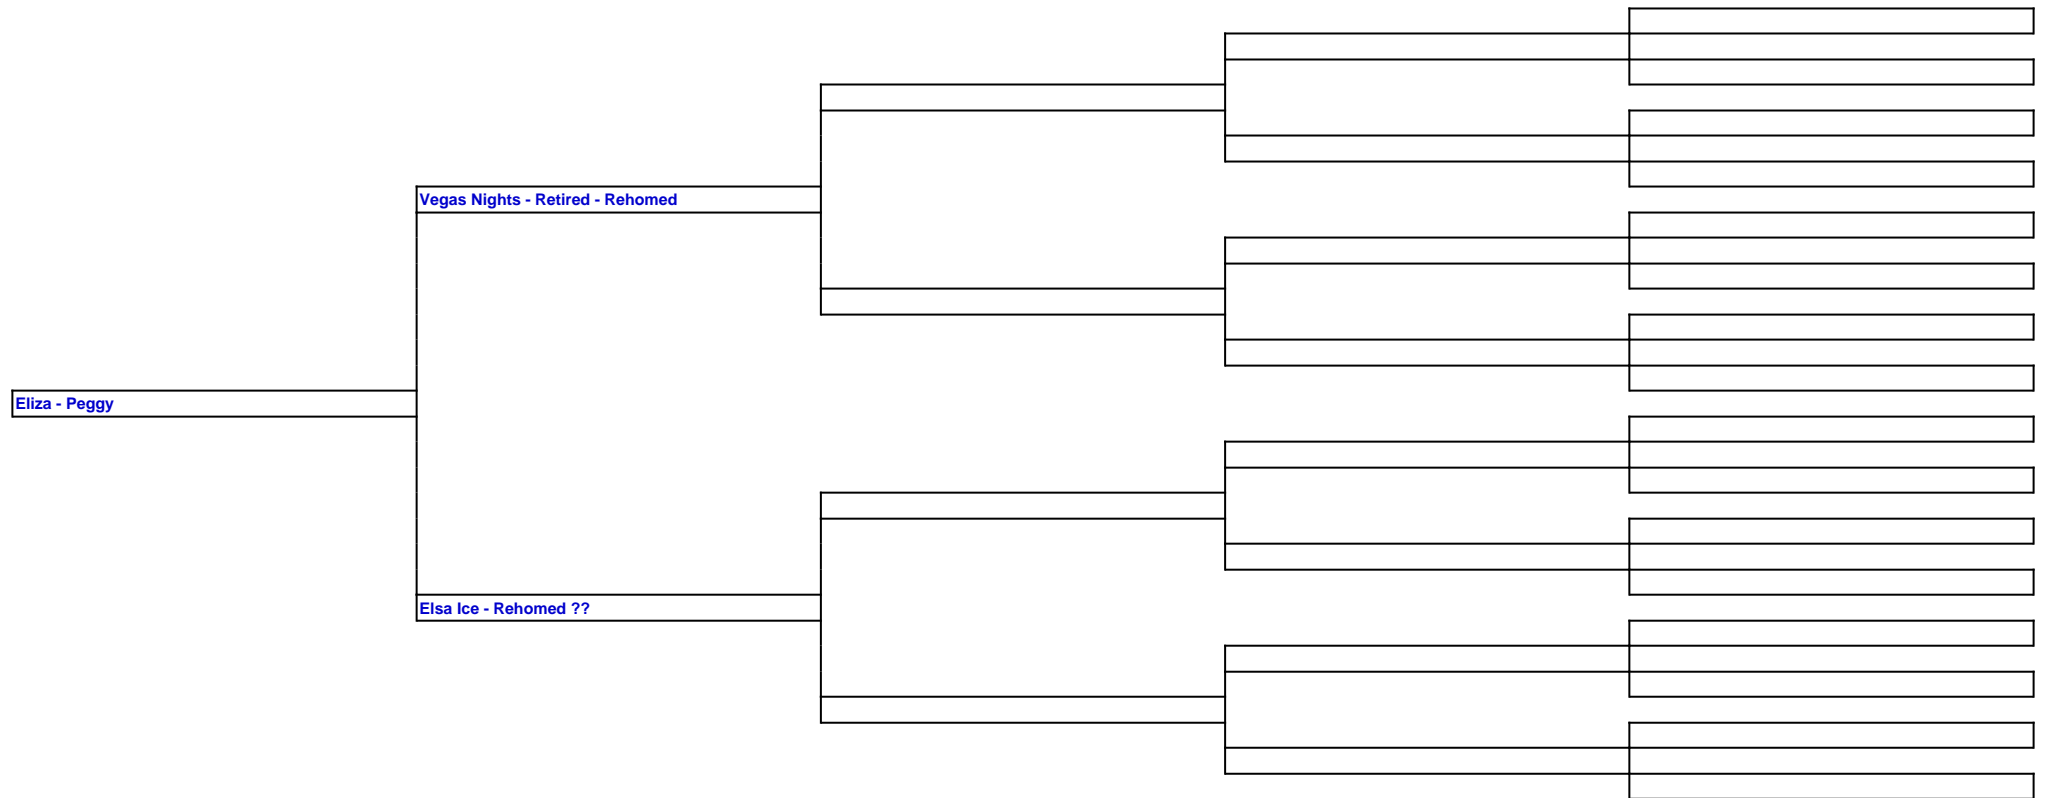 Vegas Nights - Retired - Rehomed
Eliza - Peggy
Elsa Ice - Rehomed ??